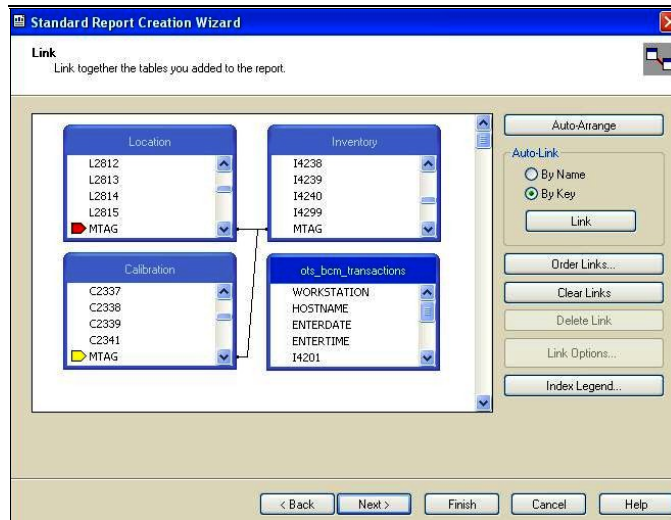 Standard Report Creation Wizard
Link
Link together the tables you added to the report.
Location
L2812
L2813
L2814
L2815
MTAG
Inventory
I4238
I4239
I4240
I4299
MTAG
Calibration
C2337
C2338
C2339
C2341
MTAG
ots_bcm_transactions
WORKSTATION
HOSTNAME
ENTERDATE
ENTERTIME
I4201
Auto-Arrange
Auto-Link
By Name
By Key
Link
Order Links...
Clear Links
Delete Link
Link Options...
Index Legend...
< Back
Next >
Finish
Cancel
Help